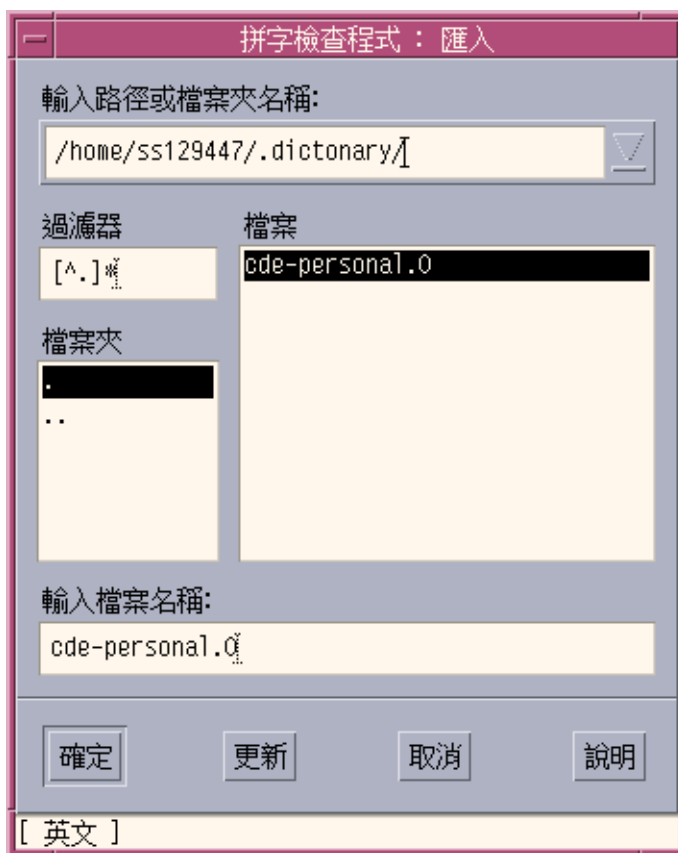 拼字檢查程式 : 匯入
輸入路徑或檔案夾名稱:
/home/ss129447/.dictonary/
過濾器
檔案
[^.]*
cde-personal.0
檔案夾
.
..
輸入檔案名稱:
cde-personal.0
確定 更新 取消 說明
[ 英文 ]